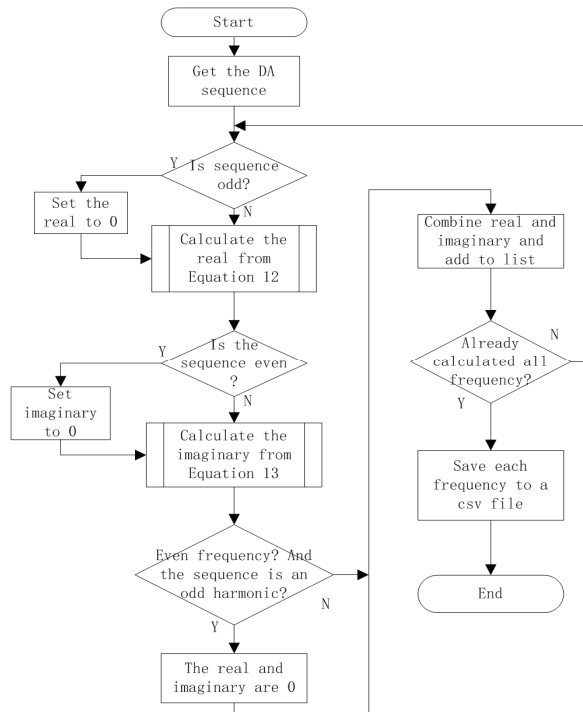 Start
Get the DA
sequence
Y
Is sequence
odd?
Set the
real to 0
N
Calculate the
real from
Equation 12
Y
Is the
sequence even
?
Set
imaginary
to 0
N
Calculate the
imaginary from
Equation 13
Even frequency? And
the sequence is an
odd harmonic?
N
Y
The real and
imaginary are 0
Combine real and
imaginary and
add to list
Already
calculated all
frequency?
N
Y
Save each
frequency to a
csv file
End